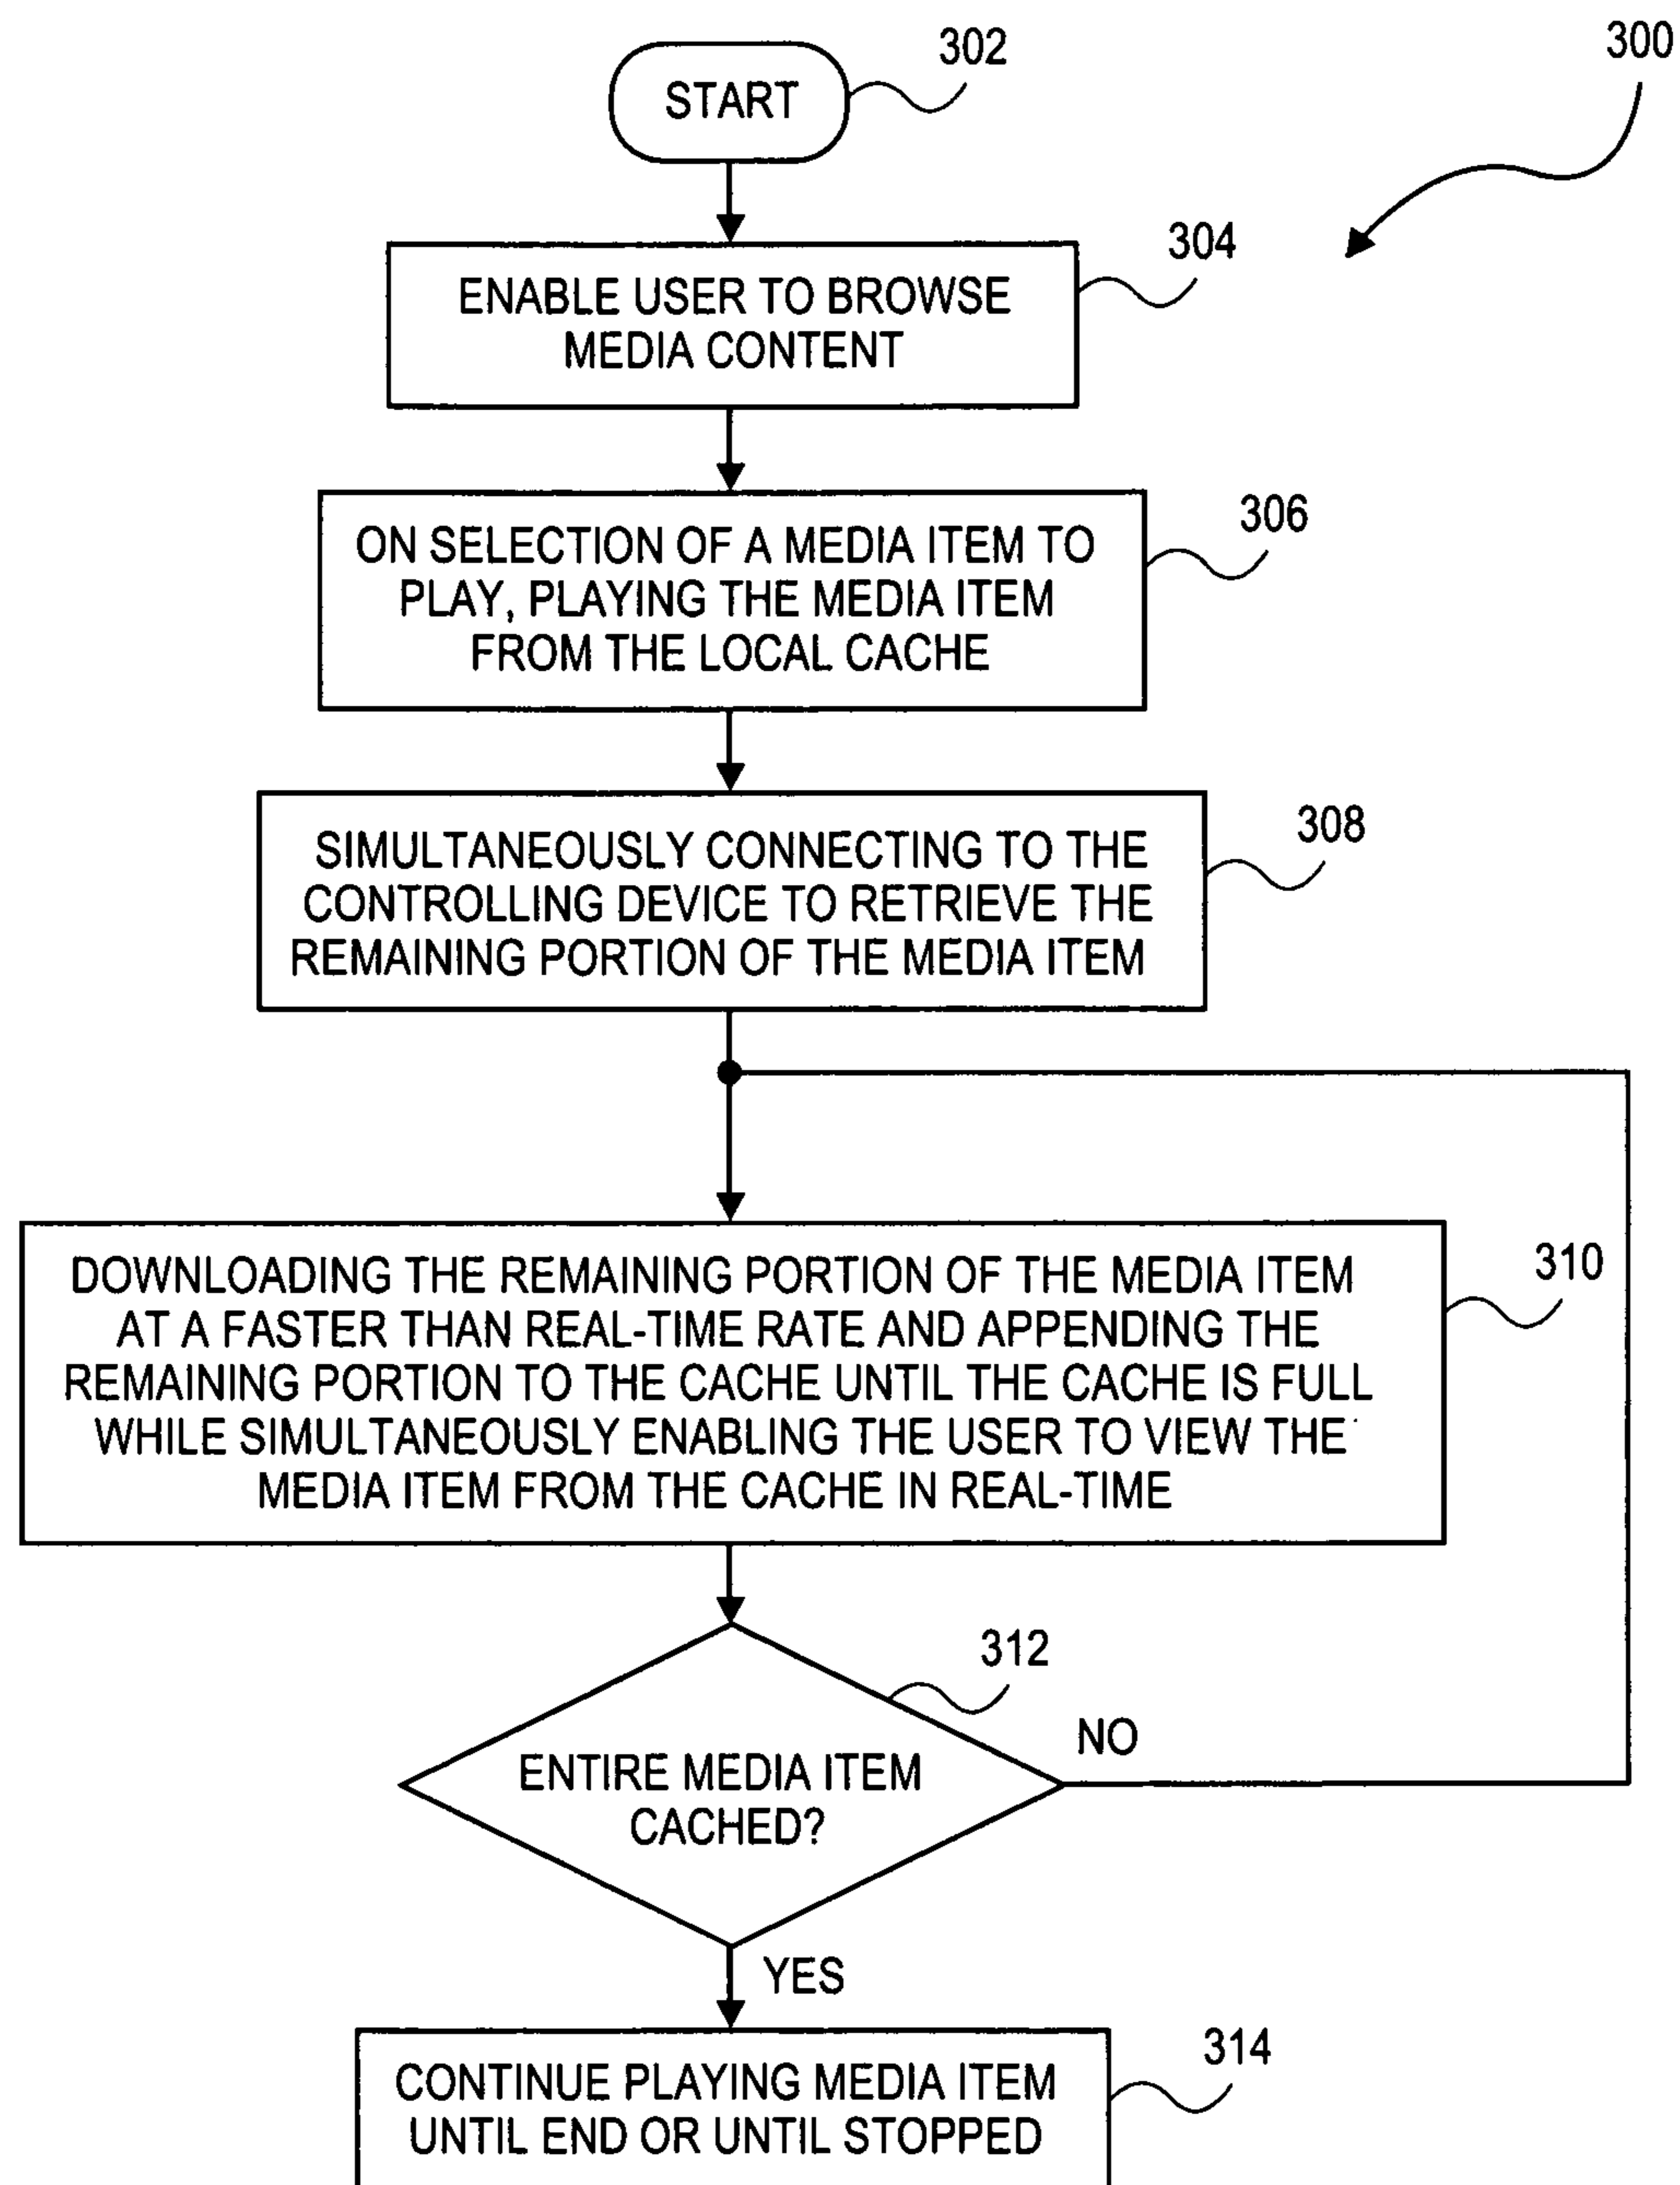 300
302
START
304
ENABLE USER TO BROWSE
MEDIA CONTENT
306
ON SELECTION OF A MEDIA ITEM TO
PLAY, PLAYING THE MEDIA ITEM
FROM THE LOCAL CACHE
308
SIMULTANEOUSLY CONNECTING TO THE
CONTROLLING DEVICE TO RETRIEVE THE
REMAINING PORTION OF THE MEDIA ITEM
310
DOWNLOADING THE REMAINING PORTION OF THE MEDIA ITEM
AT A FASTER THAN REAL-TIME RATE AND APPENDING THE
REMAINING PORTION TO THE CACHE UNTIL THE CACHE IS FULL
WHILE SIMULTANEOUSLY ENABLING THE USER TO VIEW THE
MEDIA ITEM FROM THE CACHE IN REAL-TIME
312
NO
ENTIRE MEDIA ITEM
CACHED?
YES
314
CONTINUE PLAYING MEDIA ITEM
UNTIL END OR UNTIL STOPPED